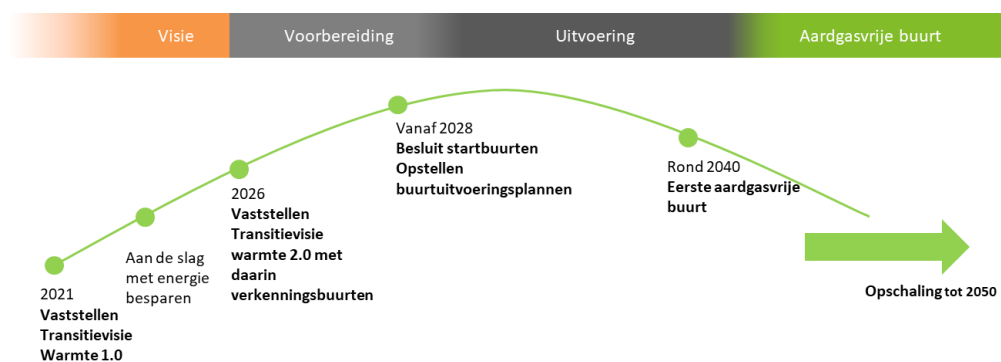 Visie
Voorbereiding
Uitvoering
Aardgasvrije buurt
2021
Vaststellen
Transitievisie
Warmte 1.0
Aan de slag
met energie
besparen
2026
Vaststellen
Transitievisie
warmte 2.0 met
daarin
verkenningsbuurten
Vanaf 2028
Besluit startbuurten
Opstellen
buurtuitvoeringsplannen
Rond 2040
Eerste aardgasvrije
buurt
Opschaling tot 2050